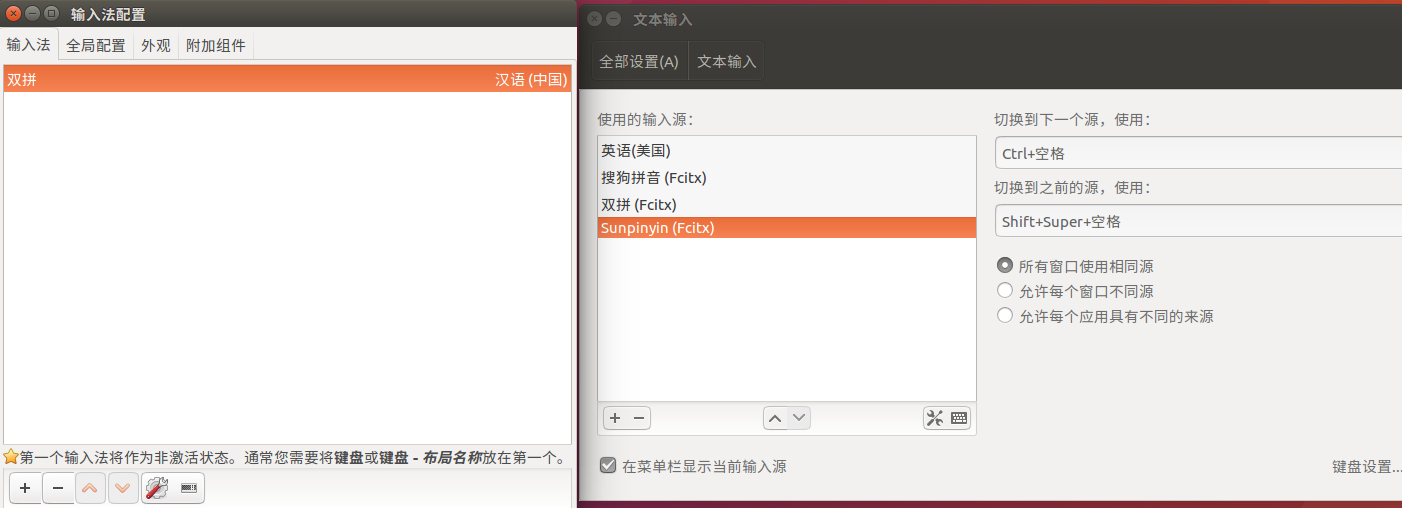 输入法配置
输入法 全局配置 外观 附加组件
双拼 汉语 (中国)
第一个输入法将作为非激活状态。通常您需要将键盘或键盘 - 布局名称放在第一个。
文本输入
全部设置(A) 文本输入
使用的输入源：
英语(美国)
搜狗拼音 (Fcitx)
双拼 (Fcitx)
Sunpinyin (Fcitx)
在菜单栏显示当前输入源
切换到下一个源，使用：
Ctrl+空格
切换到之前的源，使用：
Shift+Super+空格
所有窗口使用相同源
允许每个窗口不同源
允许每个应用具有不同的来源
键盘设置...